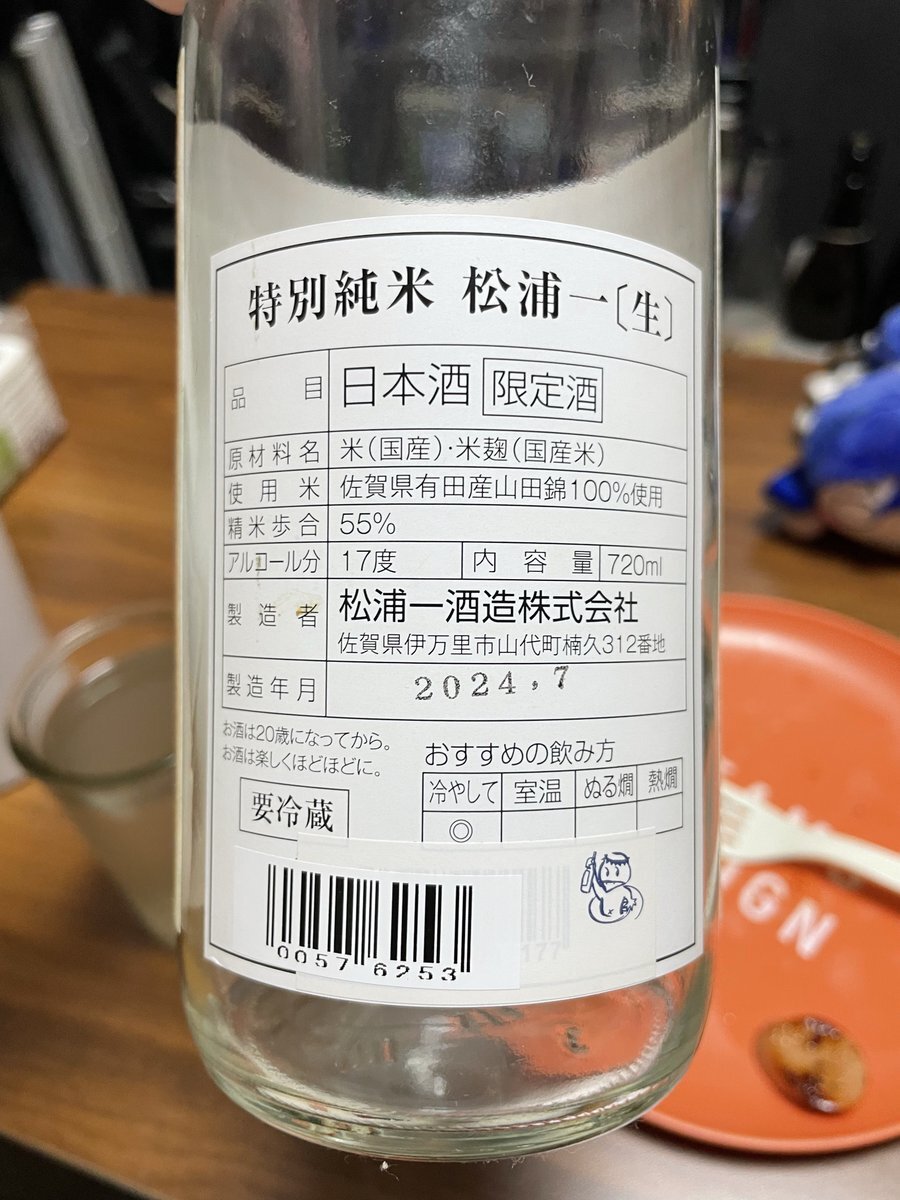 特別純米 松浦一〔生〕
品目 日本酒 限定酒
原材料名 米(国産)・米麹(国産米)
使用米 佐賀県有田産山田錦100%使用
精米歩合 55%
アルコール分 17度 内容量 720ml
製造者 松浦一酒造株式会社
佐賀県伊万里市山代町楠久312番地
製造年月 2024,7
お酒は20歳になってから。
お酒は楽しくほどほどに。
要冷蔵
おすすめの飲み方
冷やして 室温 ぬる燗 熱燗
◎
0057 6253
177
IGN